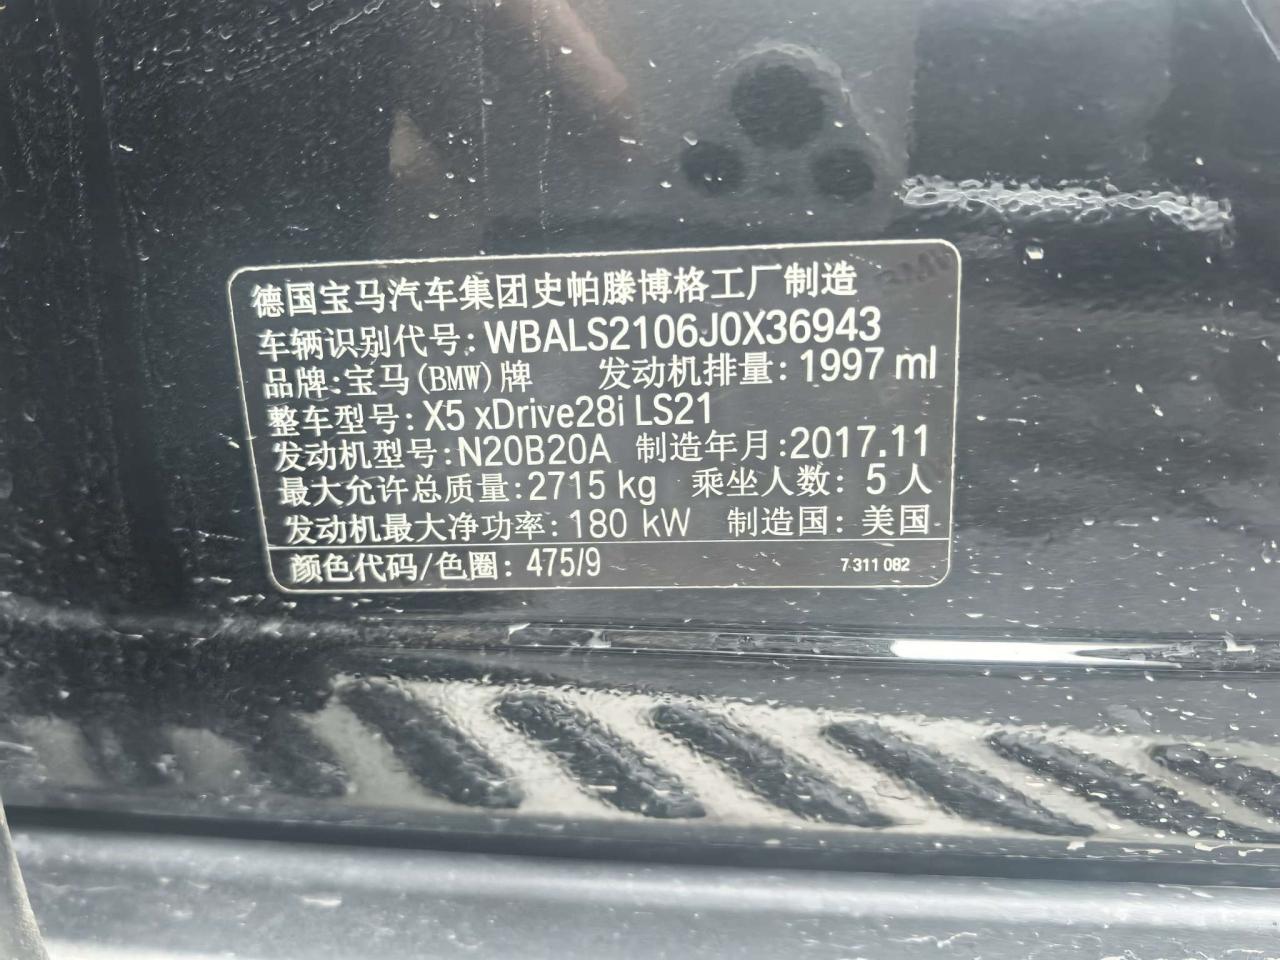 德国宝马汽车集团史帕滕博格工厂制造
车辆识别代号: WBALS2106J0X36943
品牌: 宝马(BMW)牌 发动机排量: 1997 ml
整车型号: X5 xDrive28i LS21
发动机型号: N20B20A 制造年月: 2017.11
最大允许总质量: 2715 kg 乘坐人数: 5 人
发动机最大净功率: 180 kW 制造国: 美国
颜色代码/色圈: 475/9 7 311 082